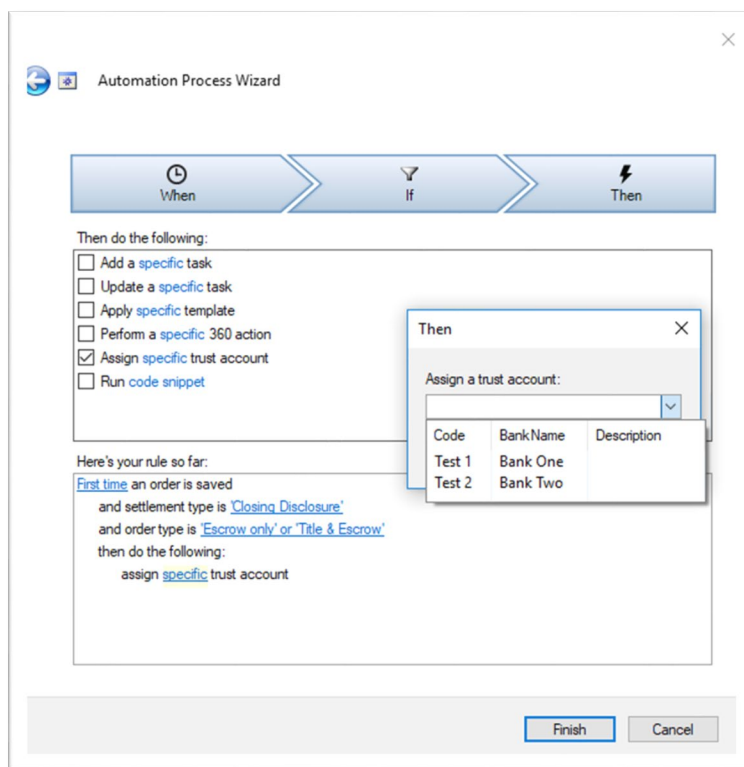 Automation Process Wizard
When
If
Then
Then do the following:
Add a specific task
Update a specific task
Apply specific template
Perform a specific 360 action
Assign specific trust account
Run code snippet
Then
Assign a trust account:
Code BankName Description
Test 1 Bank One
Test 2 Bank Two
Here's your rule so far:
First time an order is saved
and settlement type is 'Closing Disclosure'
and order type is 'Escrow only' or 'Title & Escrow'
then do the following:
assign specific trust account
Finish
Cancel